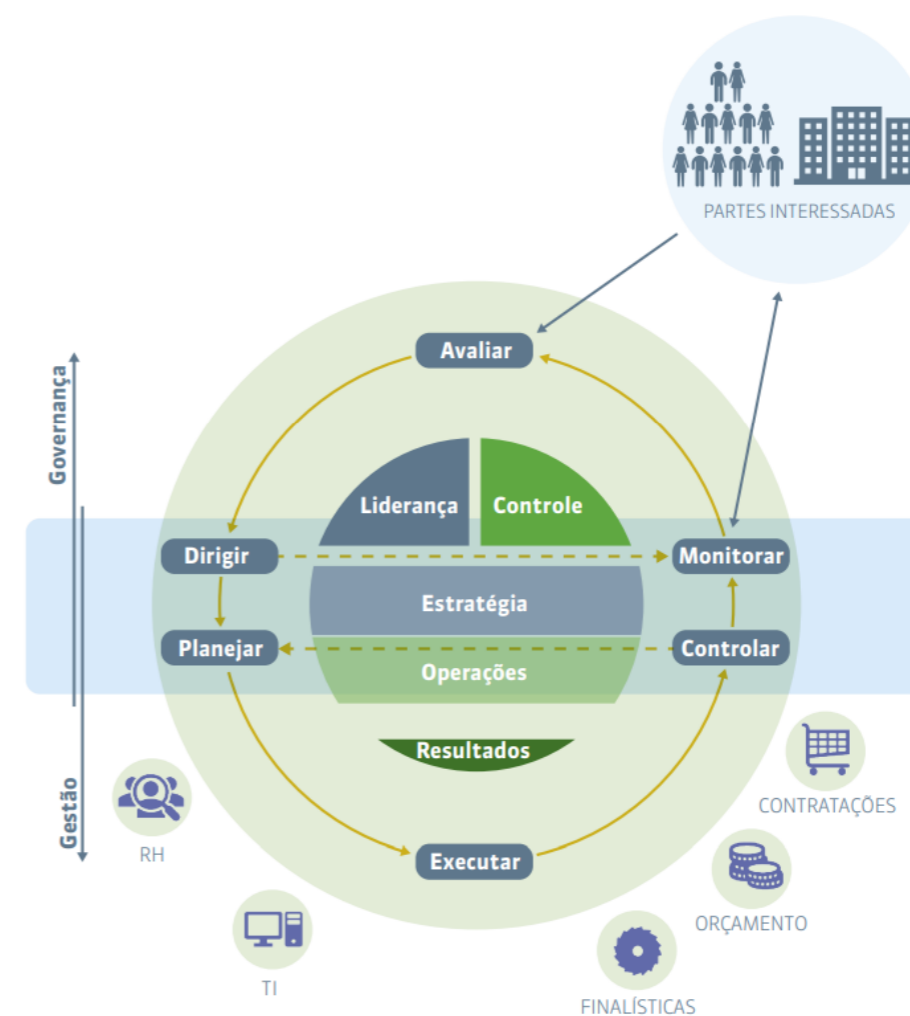 PARTES INTERESSADAS
Avaliar
Governança
Liderança
Controle
Dirigir
Monitorar
Estratégia
Planejar
Controlar
Operações
Resultados
Gestão
CONTRATAÇÕES
RH
Executar
ORÇAMENTO
TI
FINALÍSTICAS